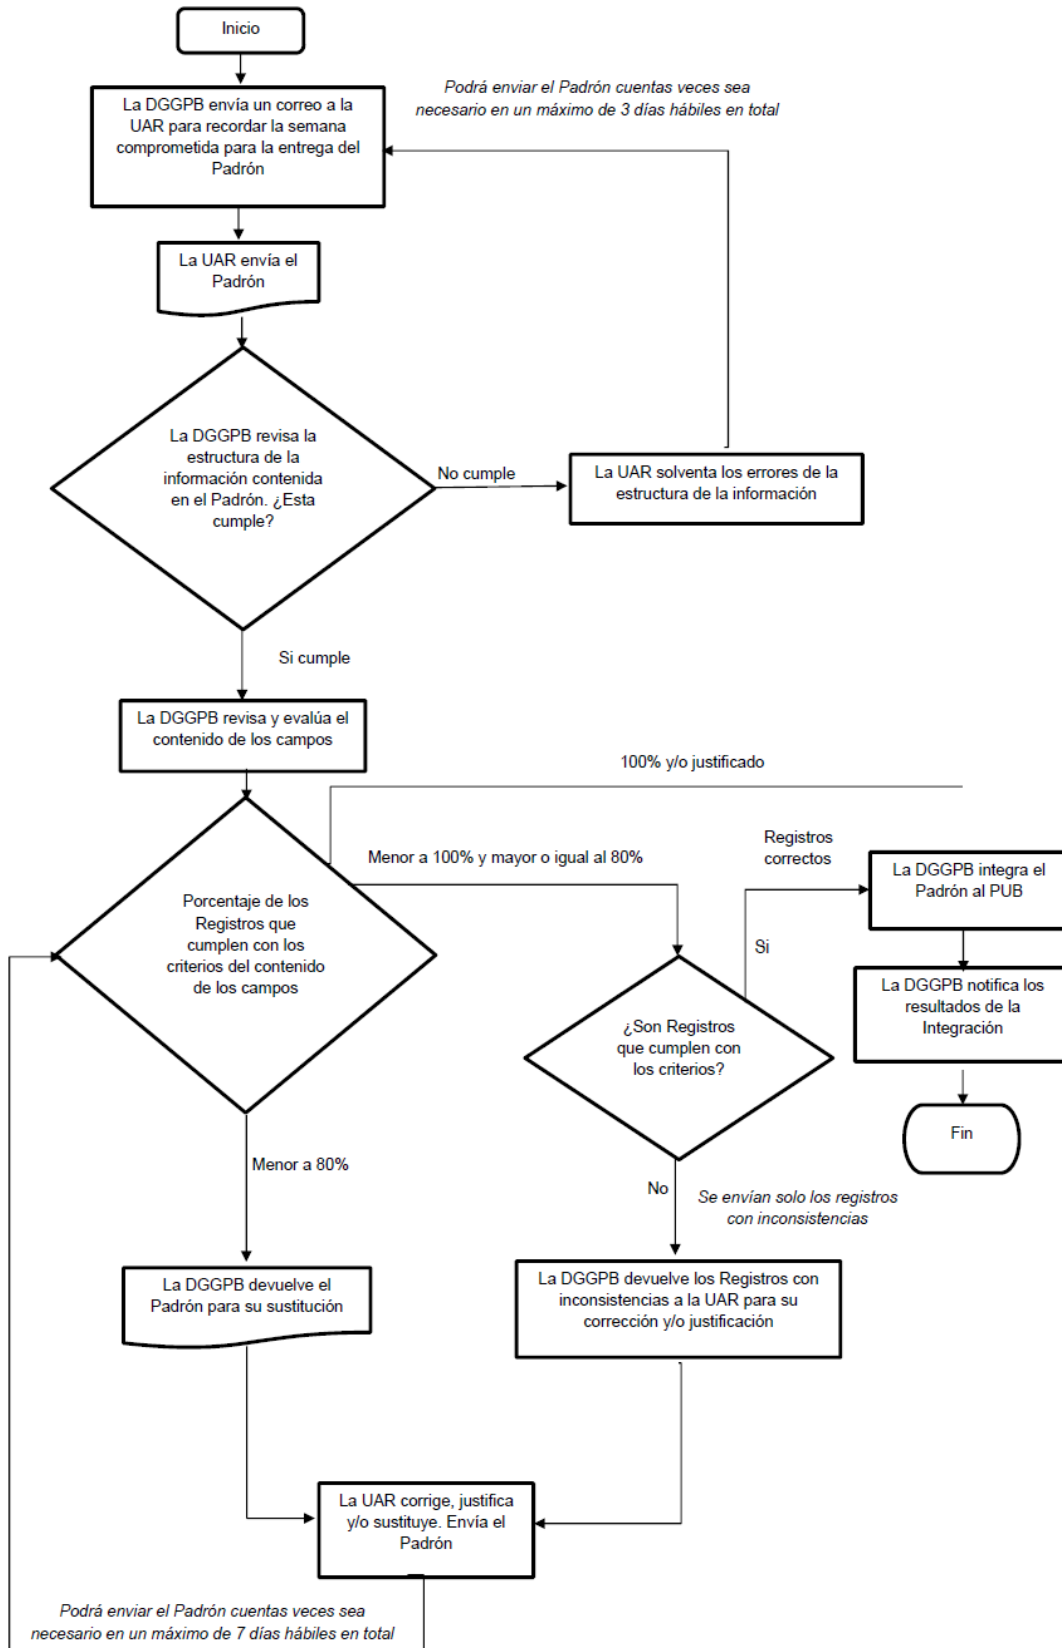 Inicio
Podrá enviar el Padrón cuentas veces sea
necesario en un máximo de 3 días hábiles en total
La DGGPB envía un correo a la
UAR para recordar la semana
comprometida para la entrega del
Padrón
La UAR envía el
Padrón
La DGGPB revisa la
estructura de la
información contenida
en el Padrón. ¿Esta
cumple?
No cumple
La UAR solventa los errores de la
estructura de la información
Si cumple
La DGGPB revisa y evalúa el
contenido de los campos
100% y/o justificado
Menor a 100% y mayor o igual al 80%
Registros
correctos
La DGGPB integra el
Padrón al PUB
Porcentaje de los
Registros que
cumplen con los
criterios del contenido
de los campos
Si
La DGGPB notifica los
resultados de la
Integración
¿Son Registros
que cumplen con
los criterios?
Fin
Menor a 80%
No
Se envían solo los registros
con inconsistencias
La DGGPB devuelve el
Padrón para su sustitución
La DGGPB devuelve los Registros con
inconsistencias a la UAR para su
corrección y/o justificación
La UAR corrige, justifica
y/o sustituye. Envía el
Padrón
Podrá enviar el Padrón cuentas veces sea
necesario en un máximo de 7 días hábiles en total